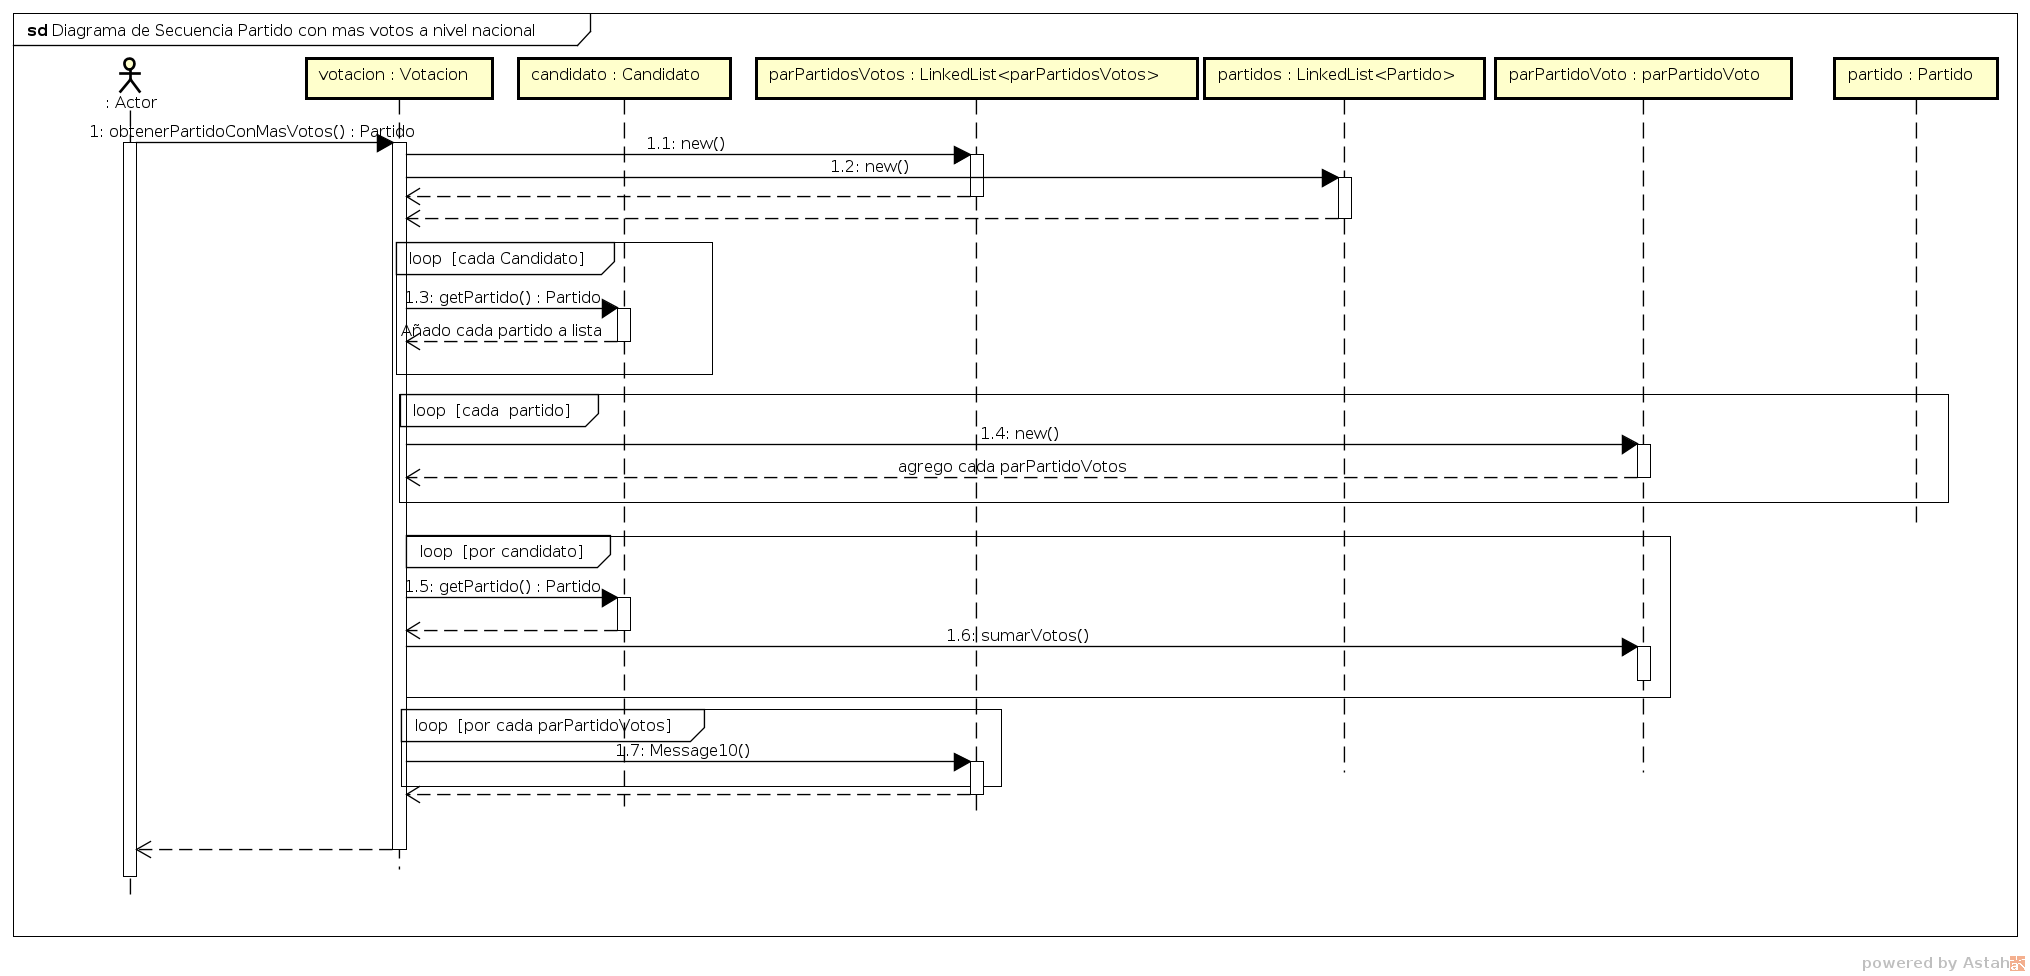 sd Diagrama de Secuencia Partido con mas votos a nivel nacional
votacion : Votacion
candidato : Candidato
parPartidosVotos : LinkedList<parPartidosVotos>
partidos : LinkedList<Partido>
parPartidoVoto : parPartidoVoto
partido : Partido
: Actor
1: obtenerPartidoConMasVotos() : Partido
1.1: new()
1.2: new()
loop [cada Candidato]
1.3: getPartido() : Partido
Añado cada partido a lista
loop [cada partido]
1.4: new()
agrego cada parPartidoVotos
loop [por candidato]
1.5: getPartido() : Partido
1.6: sumarVotos()
loop [por cada parPartidoVotos]
1.7: Message10()
powered by Astah